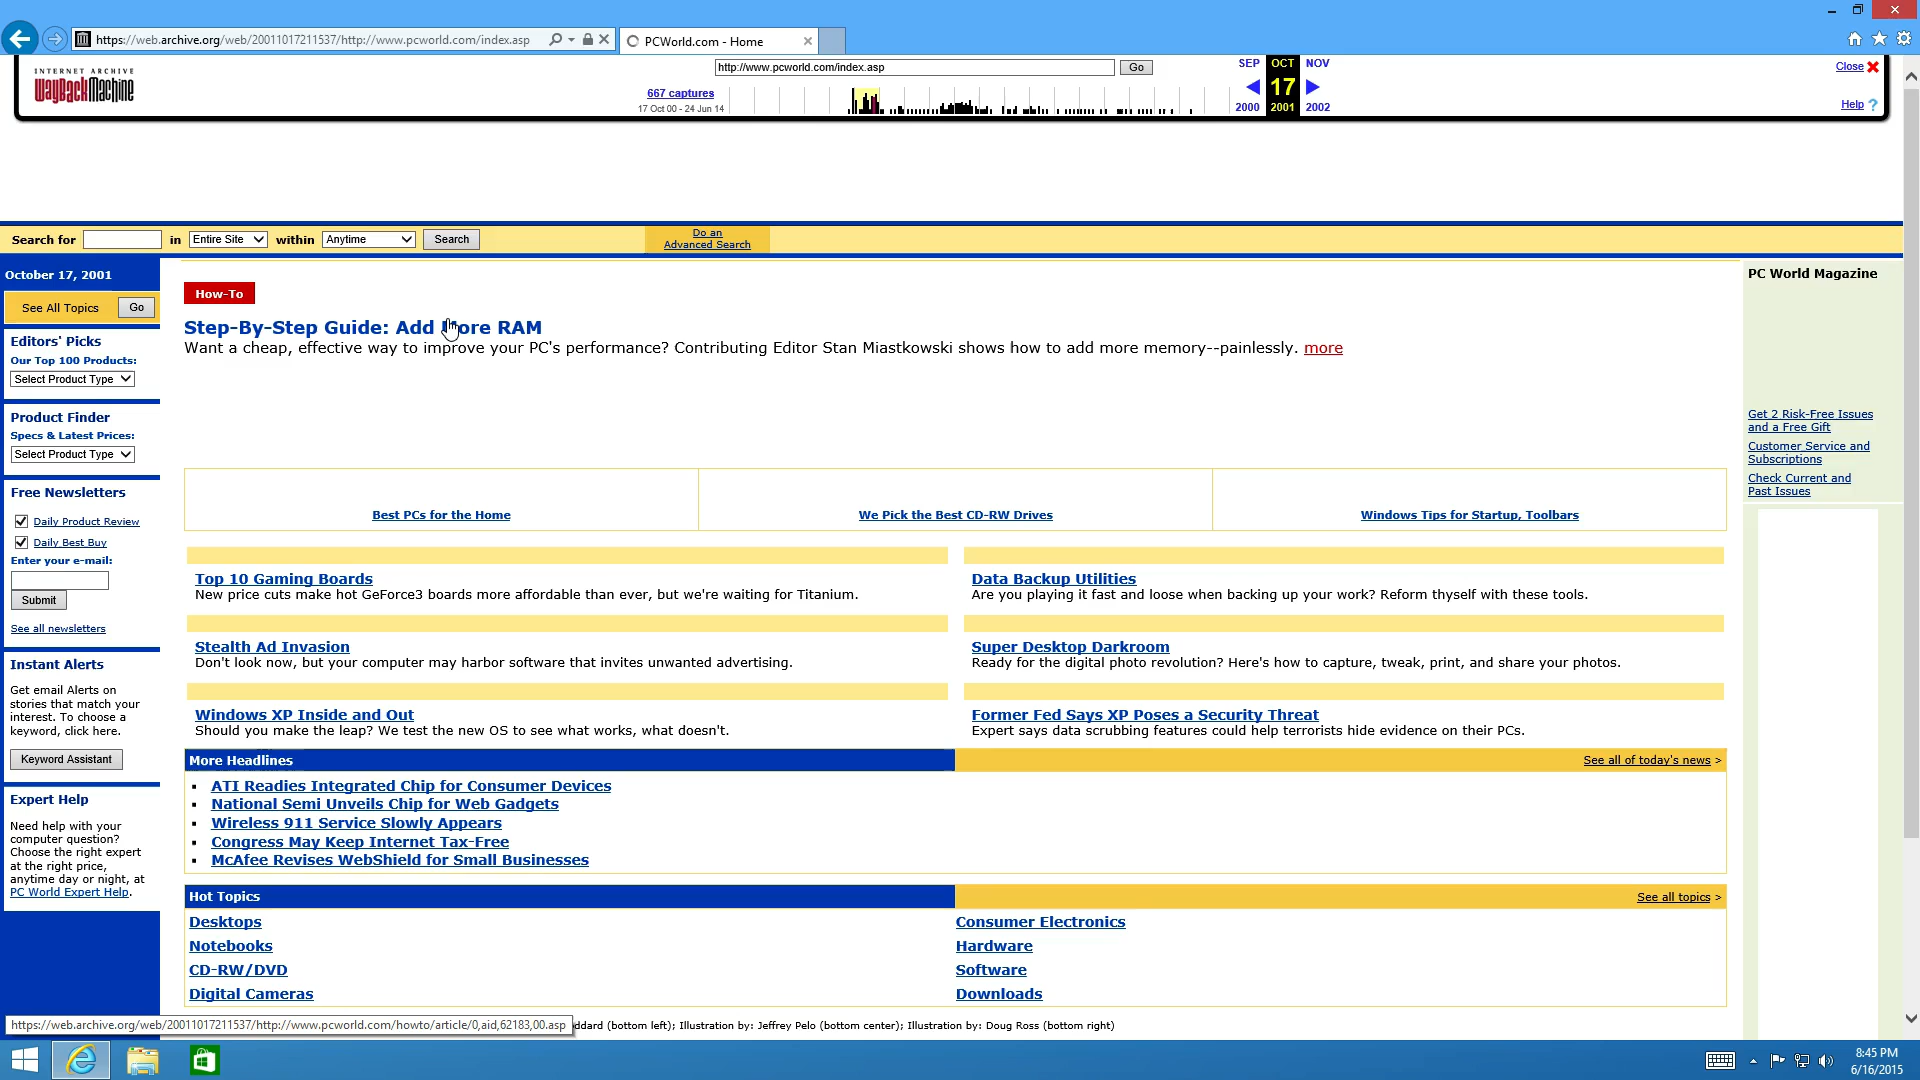 https://web.archive.org/web/20011017211537/http://www.pcworld.com/index.asp
PCWorld.com - Home
INTERNET ARCHIVE
WayBackMachine
http://www.pcworld.com/index.asp
Go
667 captures
17 Oct 00 - 24 Jun 14
SEP OCT NOV
17
2000 2001 2002
Close
Help ?
Search for in Entire Site within Anytime Search
Do an
Advanced Search
October 17, 2001
See All Topics Go
Editors' Picks
Our Top 100 Products:
Select Product Type
Product Finder
Specs & Latest Prices:
Select Product Type
Free Newsletters
Daily Product Review
Daily Best Buy
Enter your e-mail:
Submit
See all newsletters
Instant Alerts
Get email Alerts on
stories that match your
interest. To choose a
keyword, click here.
Keyword Assistant
Expert Help
Need help with your
computer question?
Choose the right expert
at the right price,
anytime day or night, at
PC World Expert Help.
How-To
Step-By-Step Guide: Add More RAM
Want a cheap, effective way to improve your PC's performance? Contributing Editor Stan Miastkowski shows how to add more memory--painlessly. more
Best PCs for the Home
We Pick the Best CD-RW Drives
Windows Tips for Startup, Toolbars
Top 10 Gaming Boards
New price cuts make hot GeForce3 boards more affordable than ever, but we're waiting for Titanium.
Data Backup Utilities
Are you playing it fast and loose when backing up your work? Reform thyself with these tools.
Stealth Ad Invasion
Don't look now, but your computer may harbor software that invites unwanted advertising.
Super Desktop Darkroom
Ready for the digital photo revolution? Here's how to capture, tweak, print, and share your photos.
Windows XP Inside and Out
Should you make the leap? We test the new OS to see what works, what doesn't.
Former Fed Says XP Poses a Security Threat
Expert says data scrubbing features could help terrorists hide evidence on their PCs.
More Headlines
See all of today's news >
ATI Readies Integrated Chip for Consumer Devices
National Semi Unveils Chip for Web Gadgets
Wireless 911 Service Slowly Appears
Congress May Keep Internet Tax-Free
McAfee Revises WebShield for Small Businesses
Hot Topics
See all topics >
Desktops
Notebooks
CD-RW/DVD
Digital Cameras
Consumer Electronics
Hardware
Software
Downloads
PC World Magazine
Get 2 Risk-Free Issues
and a Free Gift
Customer Service and
Subscriptions
Check Current and
Past Issues
https://web.archive.org/web/20011017211537/http://www.pcworld.com/howto/article/0,aid,62183,00.asp
ddard (bottom left); Illustration by: Jeffrey Pelo (bottom center); Illustration by: Doug Ross (bottom right)
8:45 PM
6/16/2015